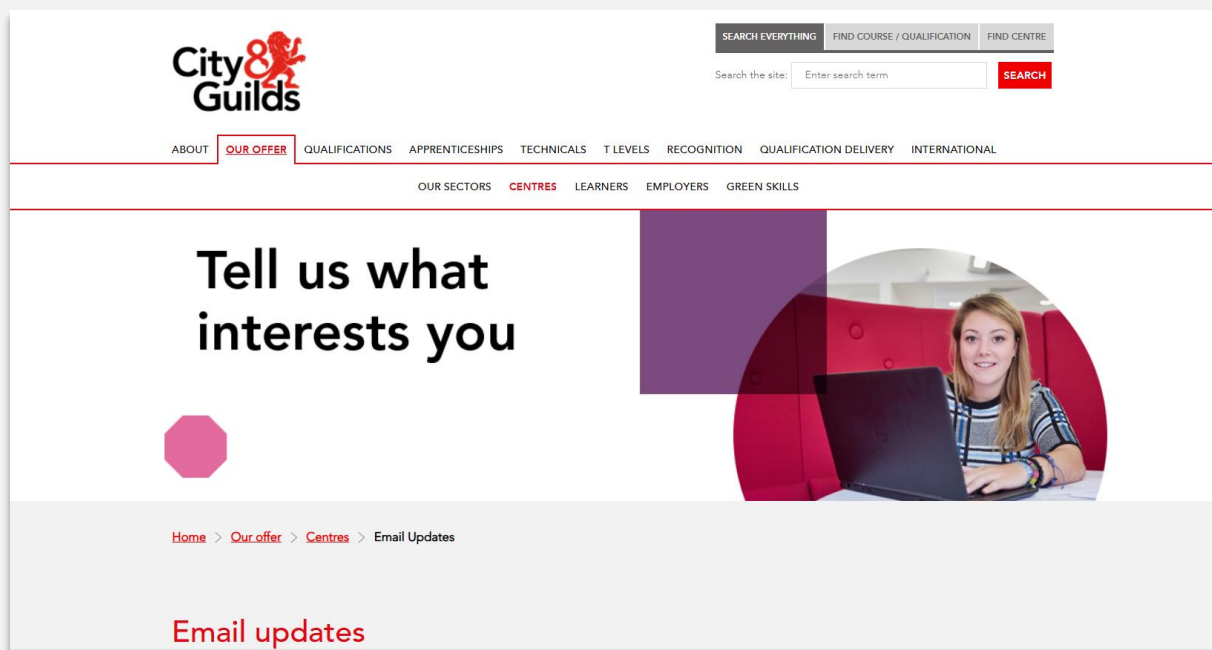 City&
Guilds
SEARCH EVERYTHING FIND COURSE / QUALIFICATION FIND CENTRE
Search the site: Enter search term SEARCH
ABOUT OUR OFFER QUALIFICATIONS APPRENTICESHIPS TECHNICALS T LEVELS RECOGNITION QUALIFICATION DELIVERY INTERNATIONAL
OUR SECTORS CENTRES LEARNERS EMPLOYERS GREEN SKILLS
Tell us what
interests you
Home > Our offer > Centres > Email Updates
Email updates